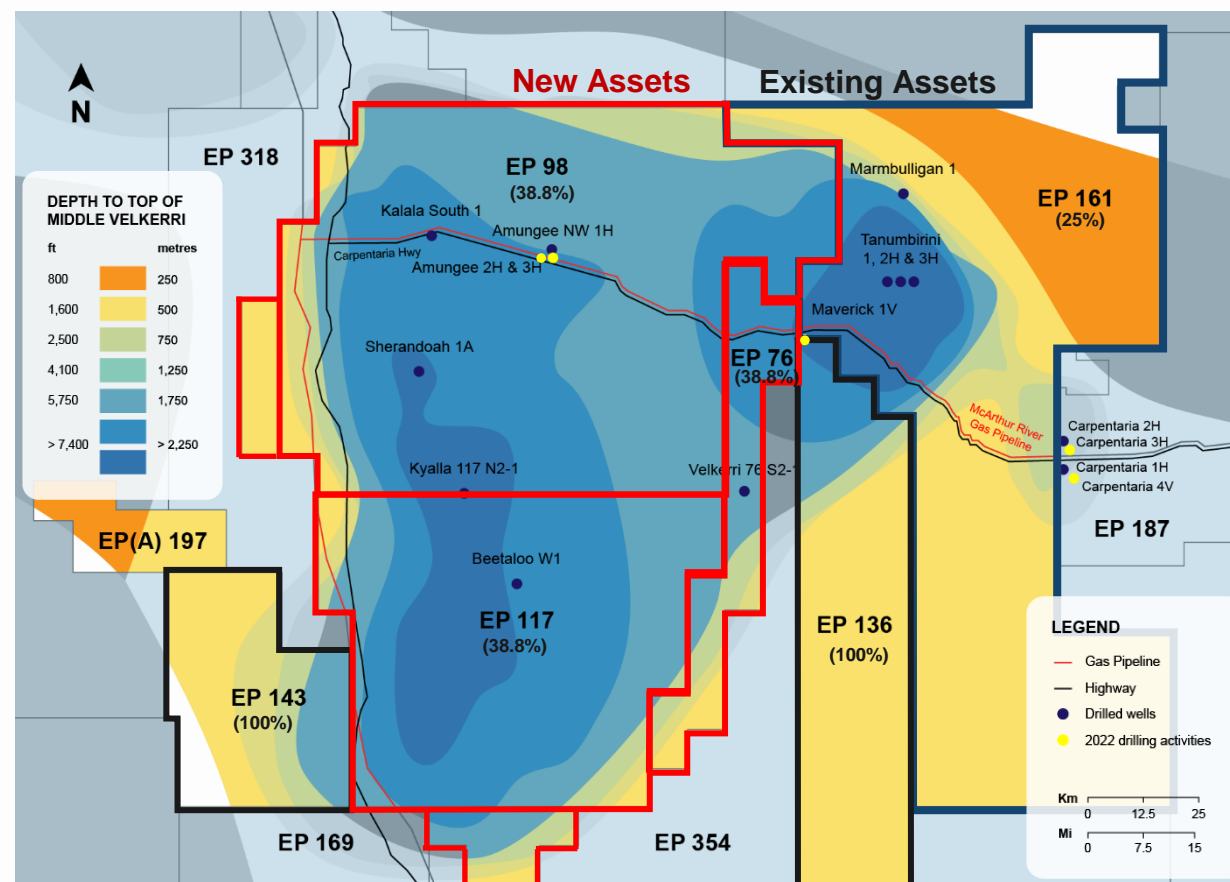 New Assets
Existing Assets
N
EP 318
EP 98
(38.8%)
Marmbulligan 1
EP 161
(25%)
DEPTH TO TOP OF
MIDDLE VELKERRI
ft
metres
800
250
1,600
500
2,500
750
4,100
1,250
5,750
1,750
> 7,400
> 2,250
Kalala South 1
Carpentaria Hwy
Amungee NW 1H
Amungee 2H & 3H
Tanumbirini
1, 2H & 3H
Maverick 1V
Sherandoah 1A
EP 76
(38.8%)
McArthur River
Gas Pipeline
Carpentaria 2H
Carpentaria 3H
Carpentaria 1H
Carpentaria 4V
Kyalla 117 N2-1
Velkerri 76 S2-1
EP(A) 197
EP 187
Beetaloo W1
EP 117
(38.8%)
EP 136
(100%)
EP 143
(100%)
EP 169
EP 354
LEGEND
Gas Pipeline
Highway
Drilled wells
2022 drilling activities
Km
0 12.5 25
Mi
0 7.5 15